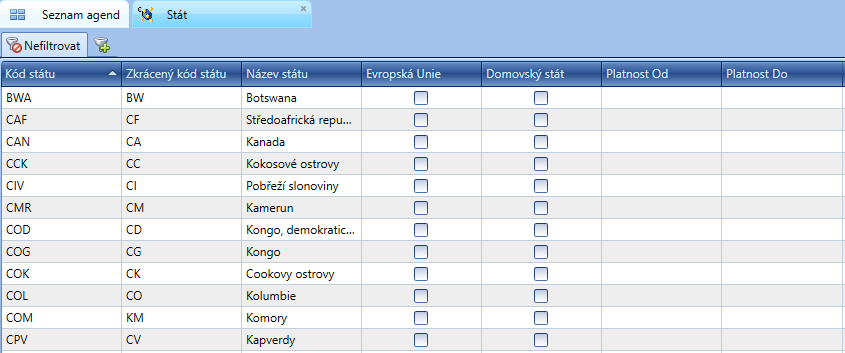 Seznam agend Stát
Nefiltrovat
Kód státu Zkrácený kód státu Název státu Evropská Unie Domovský stát Platnost Od Platnost Do
BWA BW Botswana
CAF CF Středoafrická repu...
CAN CA Kanada
CCK CC Kokosové ostrovy
CIV CI Pobřeží slonoviny
CMR CM Kamerun
COD CD Kongo, demokratic...
COG CG Kongo
COK CK Cookovy ostrovy
COL CO Kolumbie
COM KM Komory
CPV CV Kapverdy